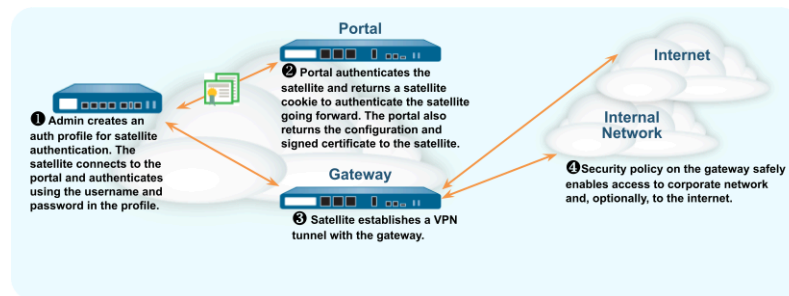 Portal
❷ Portal authenticates the
satellite and returns a satellite
cookie to authenticate the satellite
going forward. The portal also
returns the configuration and
signed certificate to the satellite.
❶ Admin creates an
auth profile for satellite
authentication. The
satellite connects to the
portal and authenticates
using the username and
password in the profile.
Gateway
❸ Satellite establishes a VPN
tunnel with the gateway.
Internet
Internal
Network
❹Security policy on the gateway safely
enables access to corporate network
and, optionally, to the internet.